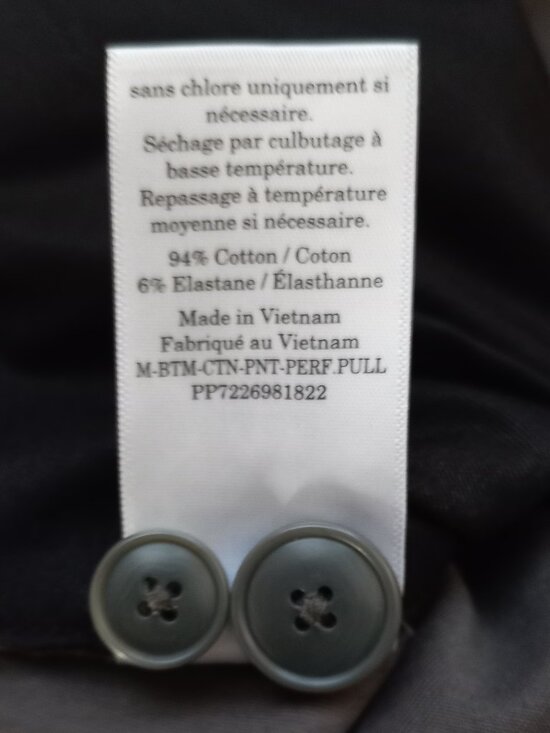 sans chlore uniquement si
nécessaire.
Séchage par culbutage à
basse température.
Repassage à température
moyenne si nécessaire.
94% Cotton / Coton
6% Elastane / Élasthanne
Made in Vietnam
Fabriqué au Vietnam
M-BTM-CTN-PNT-PERF.PULL
PP7226981822